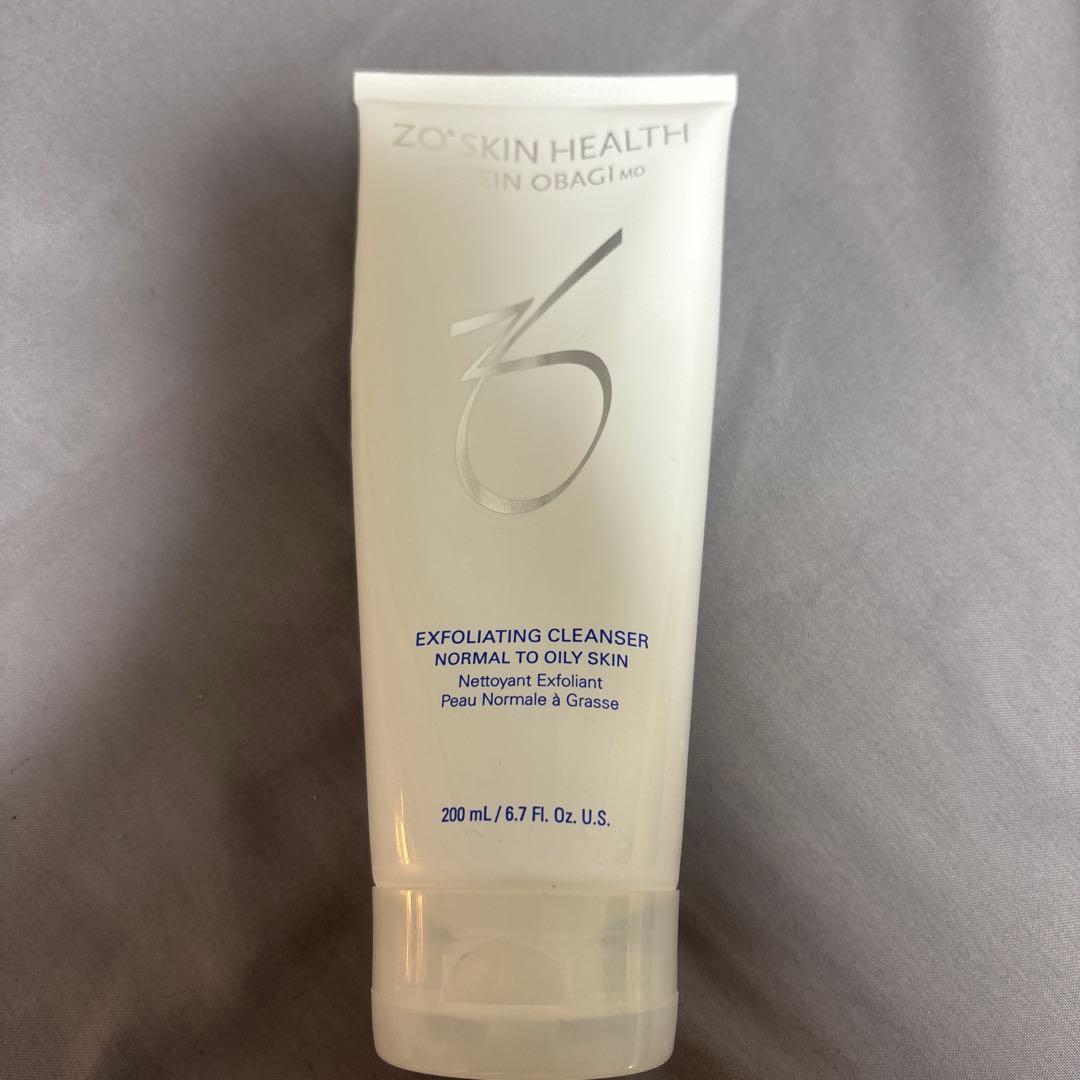 ZO® SKIN HEALTH
OBAGI MD
EXFOLIATING CLEANSER
NORMAL TO OILY SKIN
Nettoyant Exfoliant
Peau Normale à Grasse
200 mL / 6.7 Fl. Oz. U.S.